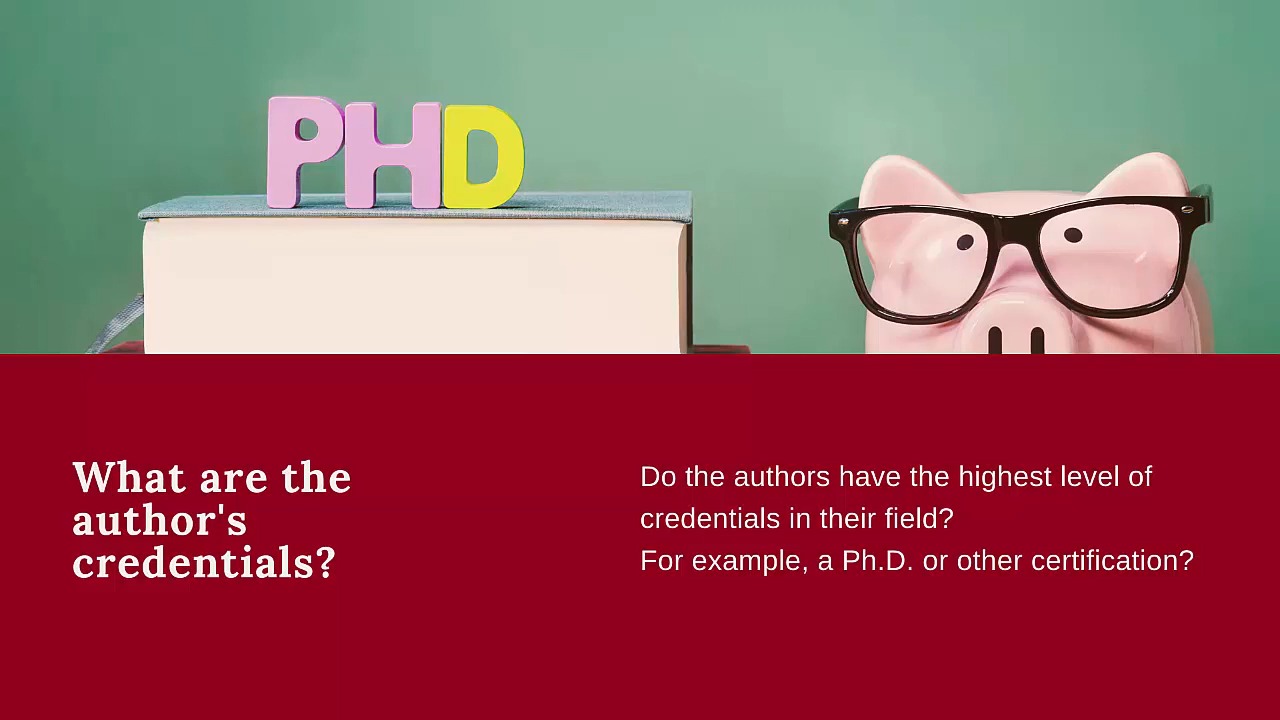 PHD
What are the
author's
credentials?
Do the authors have the highest level of
credentials in their field?
For example, a Ph.D. or other certification?